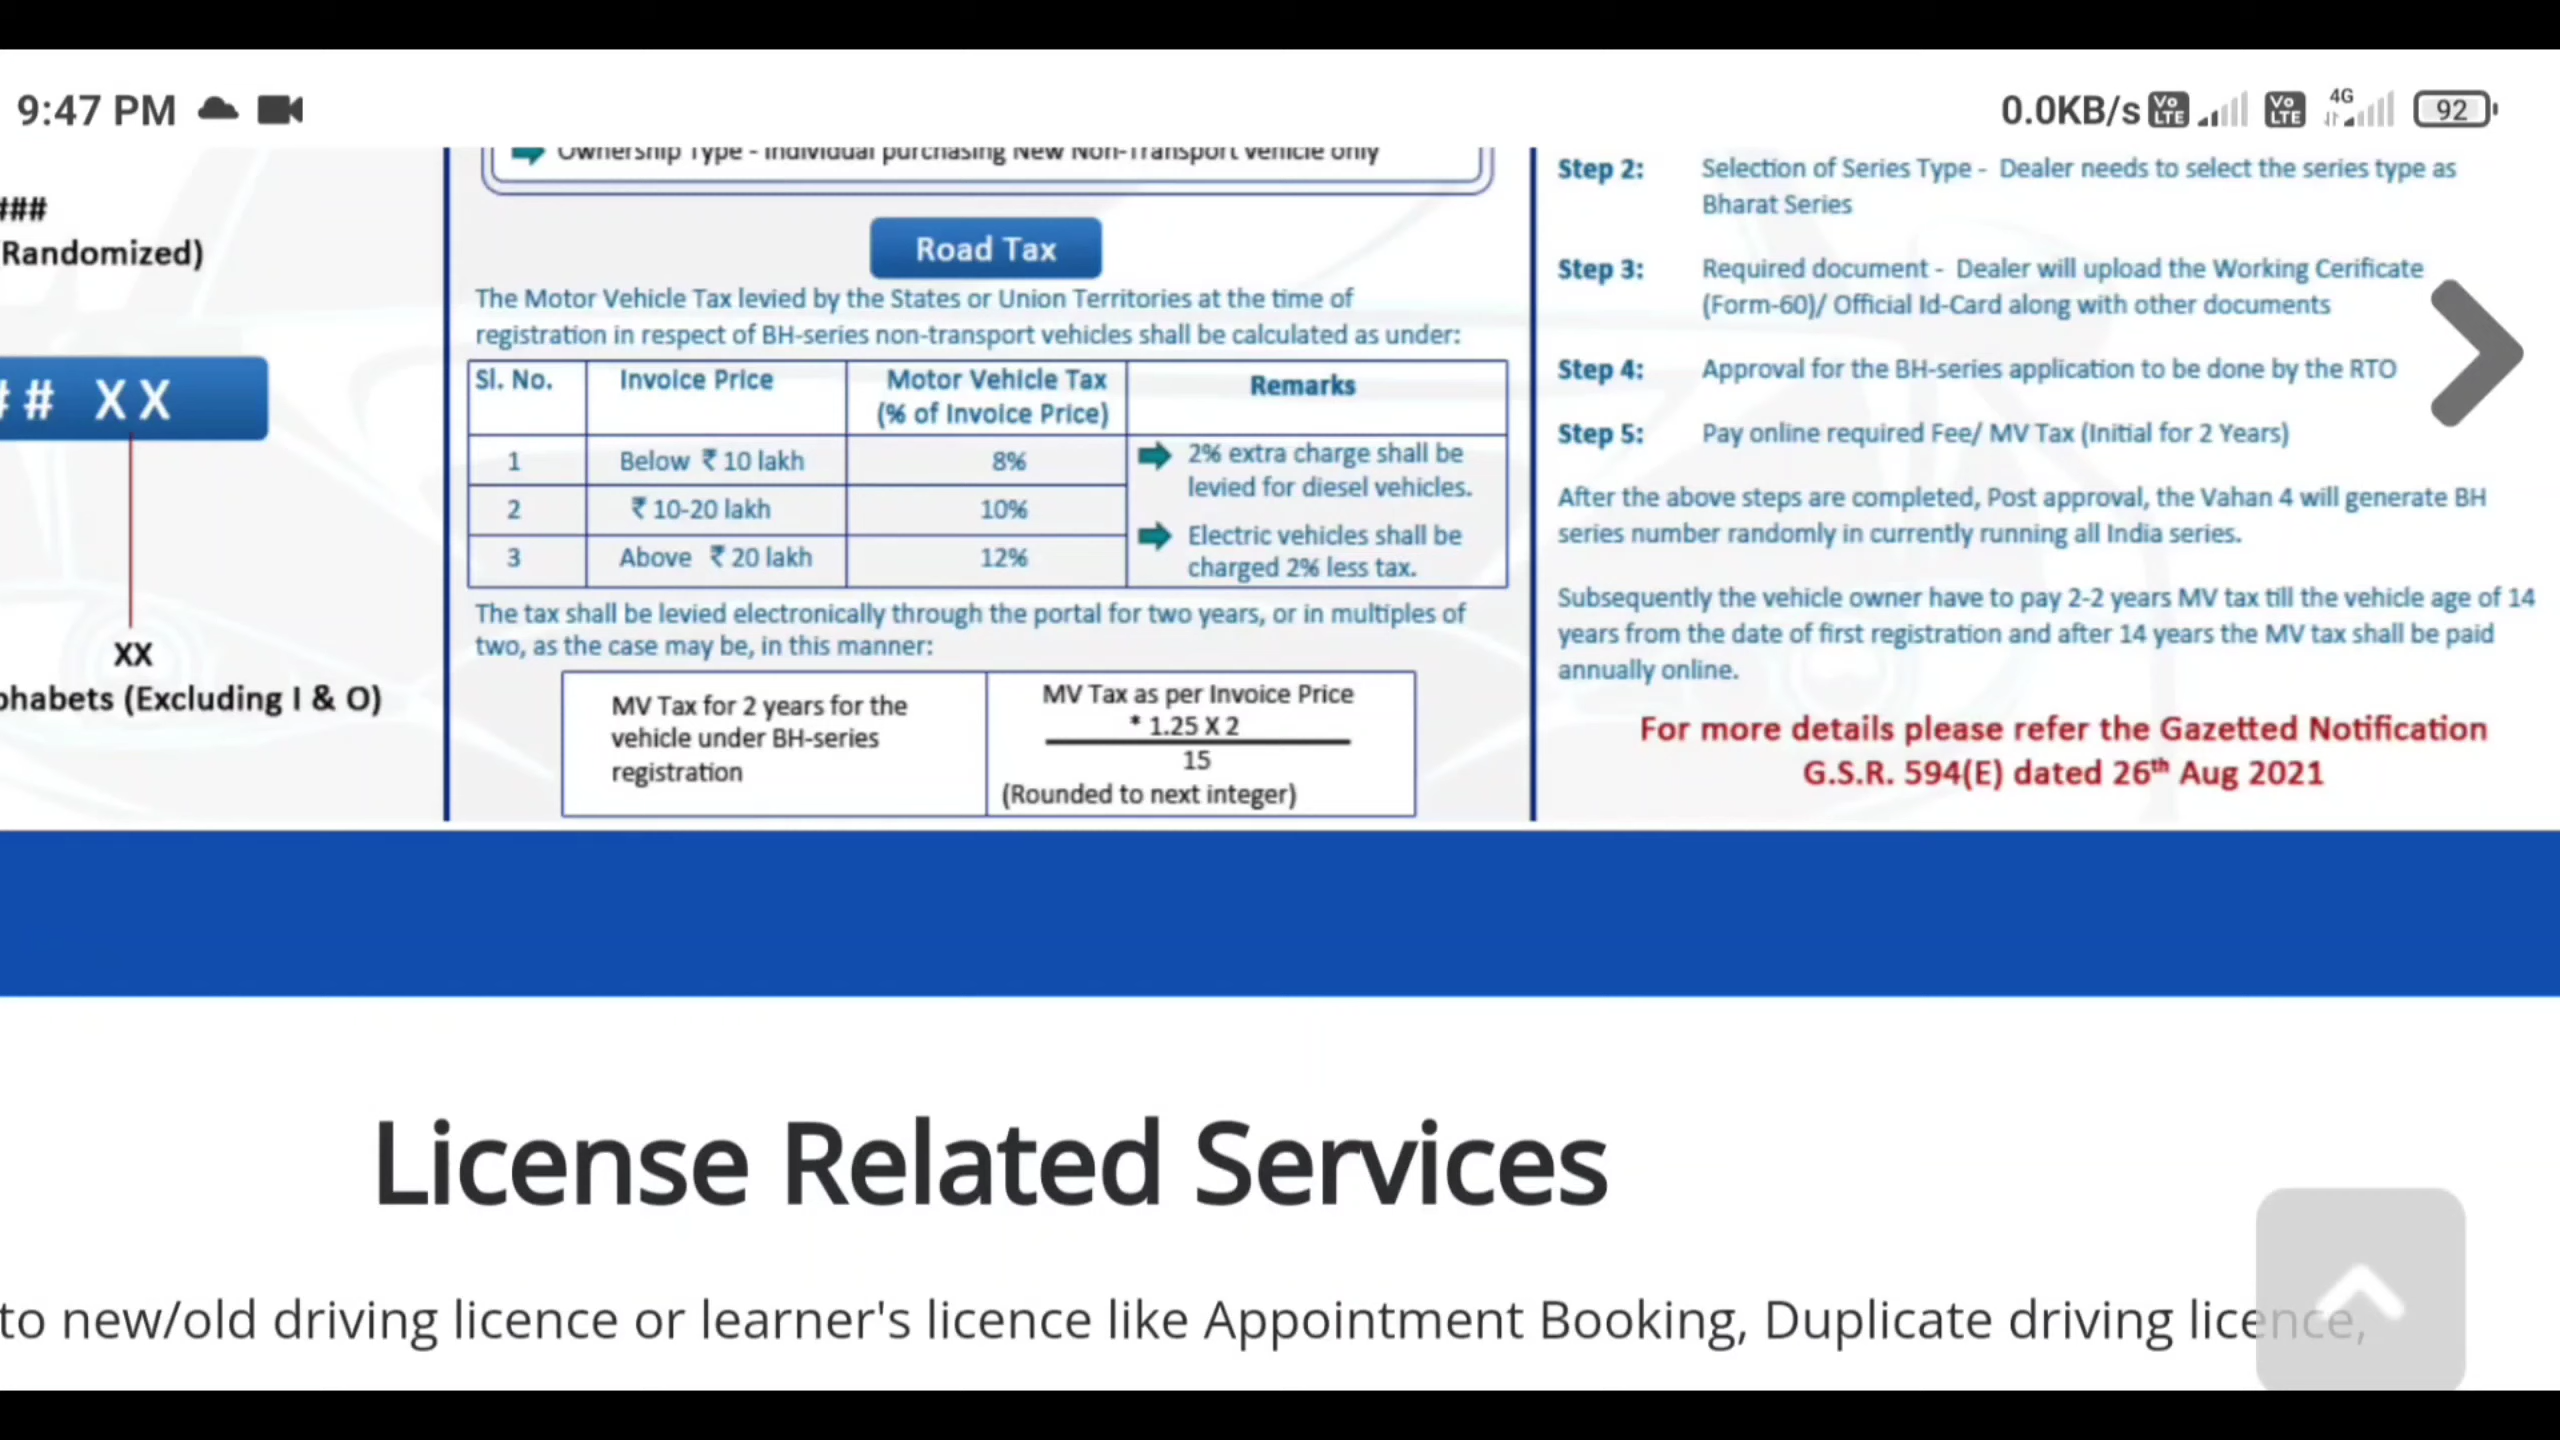 9:47 PM
0.0KB/s Vo LTE Vo LTE 4G 92
###
Randomized)
## XX
XX
phabets (Excluding I & O)
Ownership Type - Individual purchasing New Non-Transport vehicle only
Road Tax
The Motor Vehicle Tax levied by the States or Union Territories at the time of
registration in respect of BH-series non-transport vehicles shall be calculated as under:
Sl. No. Invoice Price Motor Vehicle Tax Remarks
(% of Invoice Price)
1 Below ₹ 10 lakh 8%
2 ₹ 10-20 lakh 10%
3 Above ₹ 20 lakh 12%
2% extra charge shall be
levied for diesel vehicles.
Electric vehicles shall be
charged 2% less tax.
The tax shall be levied electronically through the portal for two years, or in multiples of
two, as the case may be, in this manner:
MV Tax for 2 years for the
vehicle under BH-series
registration
MV Tax as per Invoice Price
* 1.25 X 2
15
(Rounded to next integer)
Step 2: Selection of Series Type - Dealer needs to select the series type as
Bharat Series
Step 3: Required document - Dealer will upload the Working Cerificate
(Form-60)/ Official Id-Card along with other documents
Step 4: Approval for the BH-series application to be done by the RTO
Step 5: Pay online required Fee/ MV Tax (Initial for 2 Years)
After the above steps are completed, Post approval, the Vahan 4 will generate BH
series number randomly in currently running all India series.
Subsequently the vehicle owner have to pay 2-2 years MV tax till the vehicle age of 14
years from the date of first registration and after 14 years the MV tax shall be paid
annually online.
For more details please refer the Gazetted Notification
G.S.R. 594(E) dated 26th Aug 2021
License Related Services
to new/old driving licence or learner's licence like Appointment Booking, Duplicate driving licence,